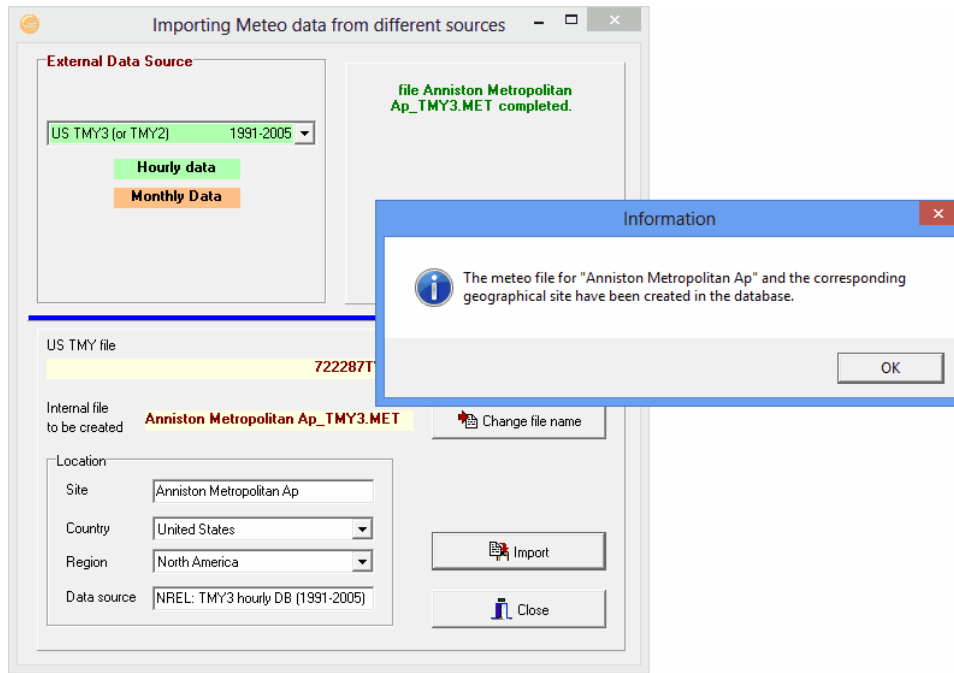 Importing Meteo data from different sources
External Data Source
US TMY3 (or TMY2) 1991-2005
Hourly data
Monthly Data
file Anniston Metropolitan
Ap_TMY3.MET completed.
Information
The meteo file for "Anniston Metropolitan Ap" and the corresponding
geographical site have been created in the database.
OK
US TMY file
722287T
Internal file
to be created
Anniston Metropolitan Ap_TMY3.MET
Change file name
Location
Site
Anniston Metropolitan Ap
Country
United States
Region
North America
Data source
NREL: TMY3 hourly DB (1991-2005)
Import
Close